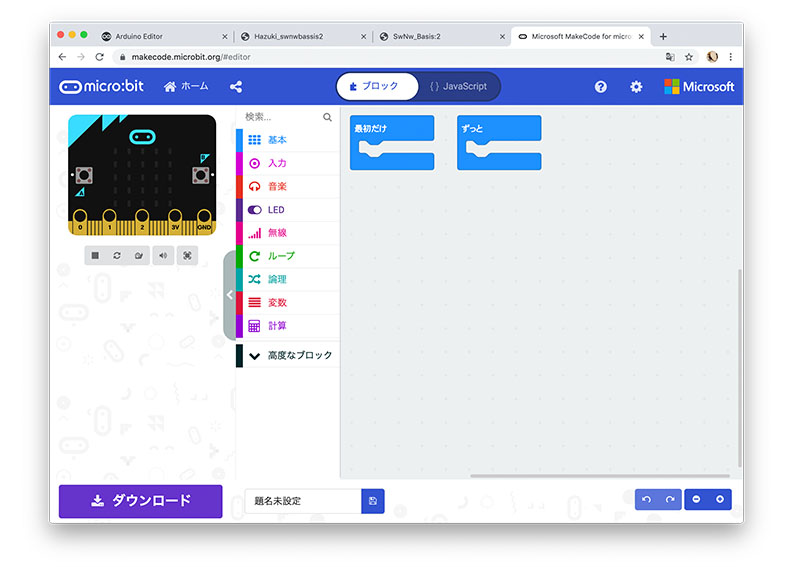 Arduino Editor
Hazuki_swnwbassis2
SwNw_Basis:2
Microsoft MakeCode for micro
makecode.microbit.org/#editor
micro:bit
ホーム
ブロック
{ } JavaScript
Microsoft
検索...
基本
入力
音楽
LED
無線
ループ
論理
変数
計算
高度なブロック
最初だけ
ずっと
B
A
0
1
2
3V
GND
ダウンロード
題名未設定